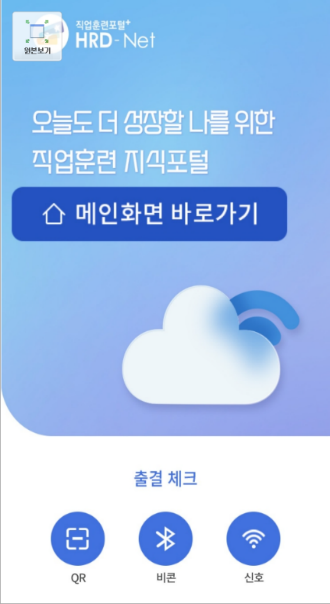 원본보기
직업훈련포털+
HRD-Net
오늘도 더 성장할 나를 위한
직업훈련 지식포털
메인화면 바로가기
출결 체크
QR
비콘
신호